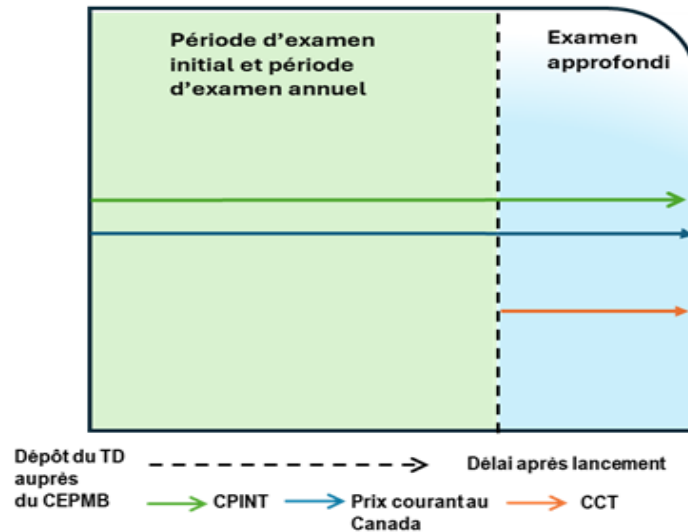 Période d'examen
initial et période
d'examen annuel
Examen
approfondi
Dépôt du TD
auprès
du CEPMB
Délai après lancement
CPINT
Prix courant au
Canada
CCT